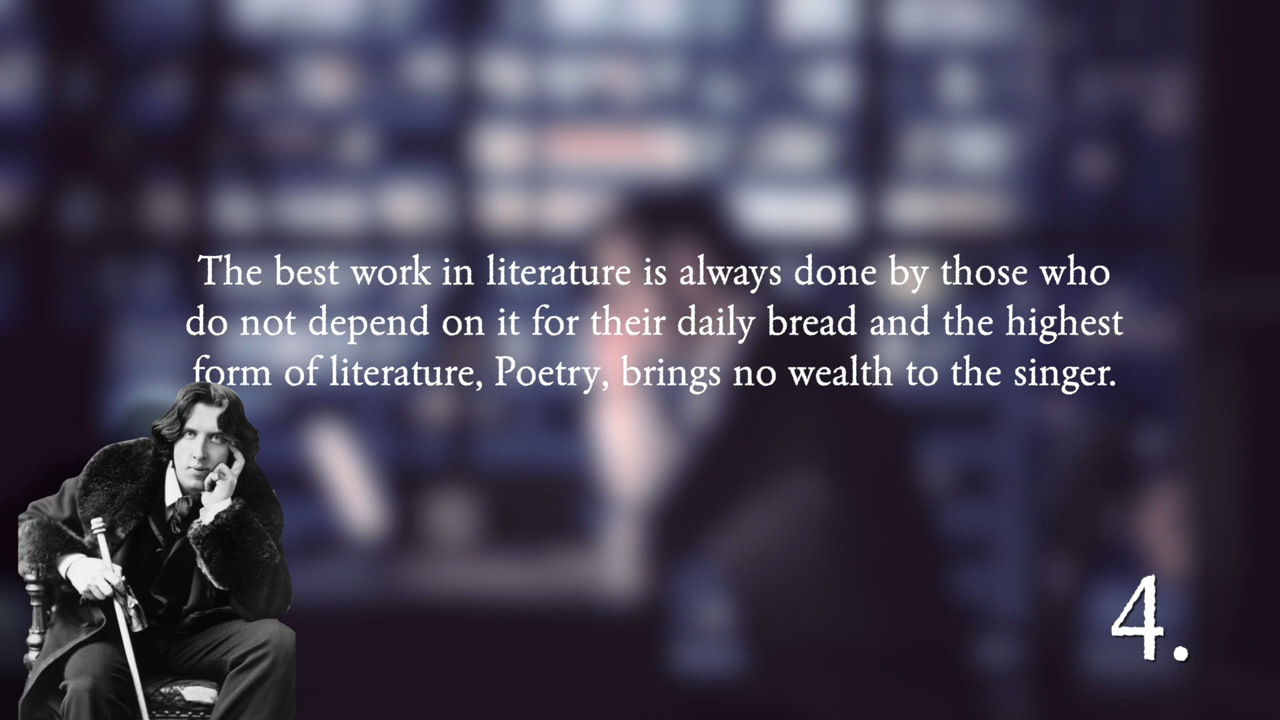 The best work in literature is always done by those who
do not depend on it for their daily bread and the highest
form of literature, Poetry, brings no wealth to the singer.
4.